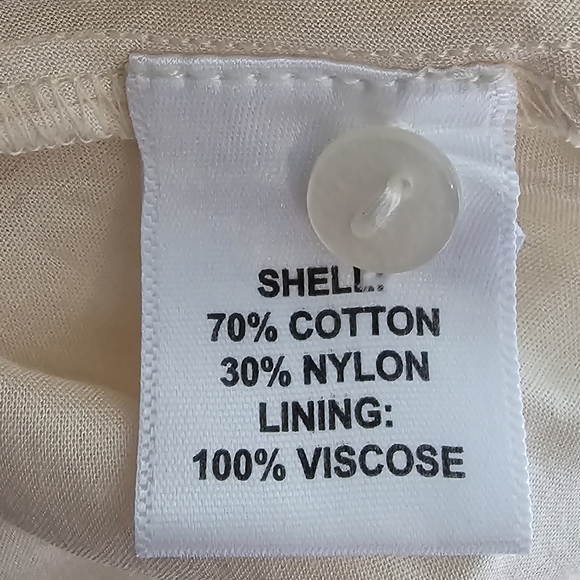 SHELL:
70% COTTON
30% NYLON
LINING:
100% VISCOSE